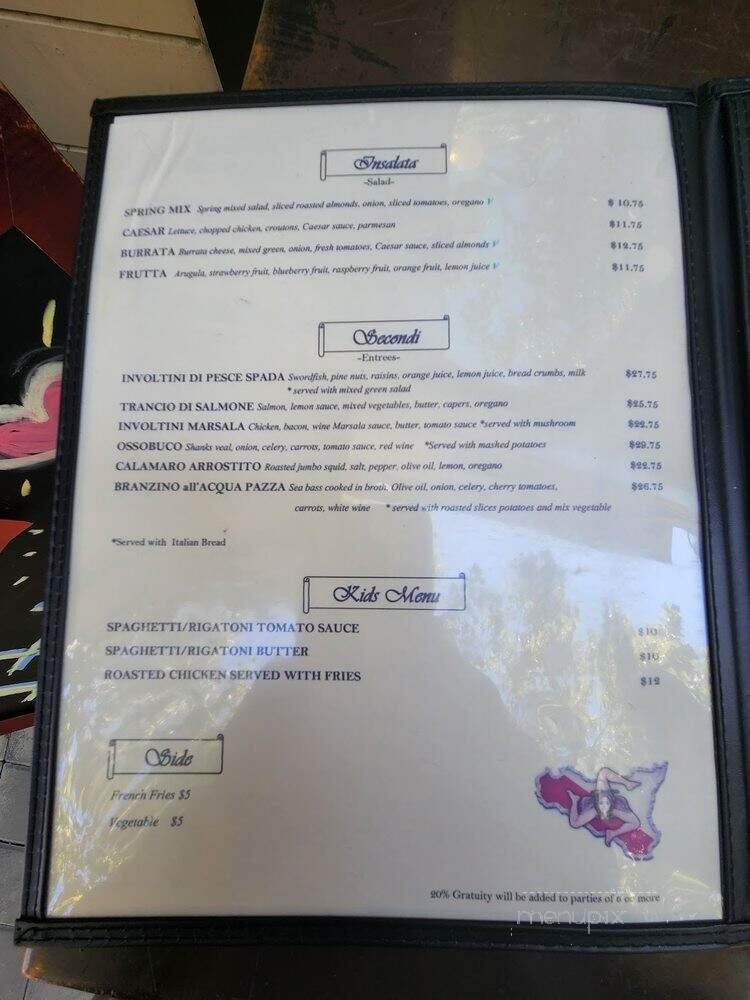 Insalata
-Salad-
SPRING MIX Spring mixed salad, sliced roasted almonds, onion, sliced tomatoes, oregano V $ 10.75
CAESAR Lettuce, chopped chicken, croutons, Caesar sauce, parmesan $11.75
BURRATA Burrata cheese, mixed green, onion, fresh tomatoes, Caesar sauce, sliced almonds V $12.75
FRUTTA Arugula, strawberry fruit, blueberry fruit, raspberry fruit, orange fruit, lemon juice V $11.75
Secondi
-Entrees-
INVOLTINI DI PESCE SPADA Swordfish, pine nuts, raisins, orange juice, lemon juice, bread crumbs, milk $27.75
* served with mixed green salad
TRANCIO DI SALMONE Salmon, lemon sauce, mixed vegetables, butter, capers, oregano $25.75
INVOLTINI MARSALA Chicken, bacon, wine Marsala sauce, butter, tomato sauce *served with mushroom $22.75
OSSOBUCO Shanks veal, onion, celery, carrots, tomato sauce, red wine *Served with mashed potatoes $29.75
CALAMARO ARROSTITO Roasted jumbo squid, salt, pepper, olive oil, lemon, oregano $22.75
BRANZINO all'ACQUA PAZZA Sea bass cooked in broth, Olive oil, onion, celery, cherry tomatoes, $26.75
carrots, white wine * served with roasted slices potatoes and mix vegetable
*Served with Italian Bread
Kids Menu
SPAGHETTI/RIGATONI TOMATO SAUCE $10
SPAGHETTI/RIGATONI BUTTER $10
ROASTED CHICKEN SERVED WITH FRIES $12
Side
French Fries $5
Vegetable $5
20% Gratuity will be added to parties of 6 or more
menupix